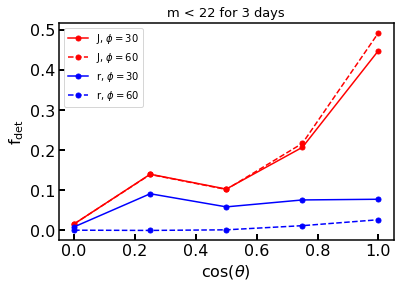 m < 22 for 3 days
J, ϕ = 30
J, ϕ = 60
r, ϕ = 30
r, ϕ = 60
f_det
0.5
0.4
0.3
0.2
0.1
0.0
0.0 0.2 0.4 0.6 0.8 1.0
cos(θ)